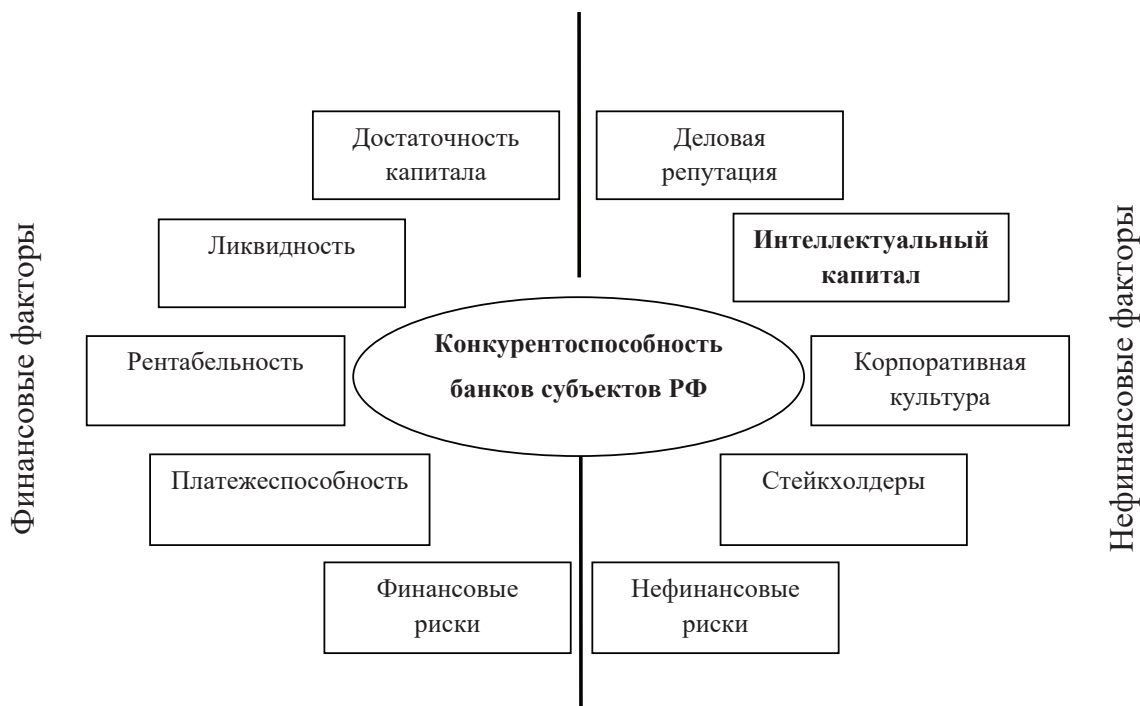 Финансовые факторы
Достаточность
капитала
Ликвидность
Рентабельность
Платежеспособность
Финансовые
риски
Конкурентоспособность
банков субъектов РФ
Деловая
репутация
Интеллектуальный
капитал
Корпоративная
культура
Стейкхолдеры
Нефинансовые
риски
Нефинансовые факторы